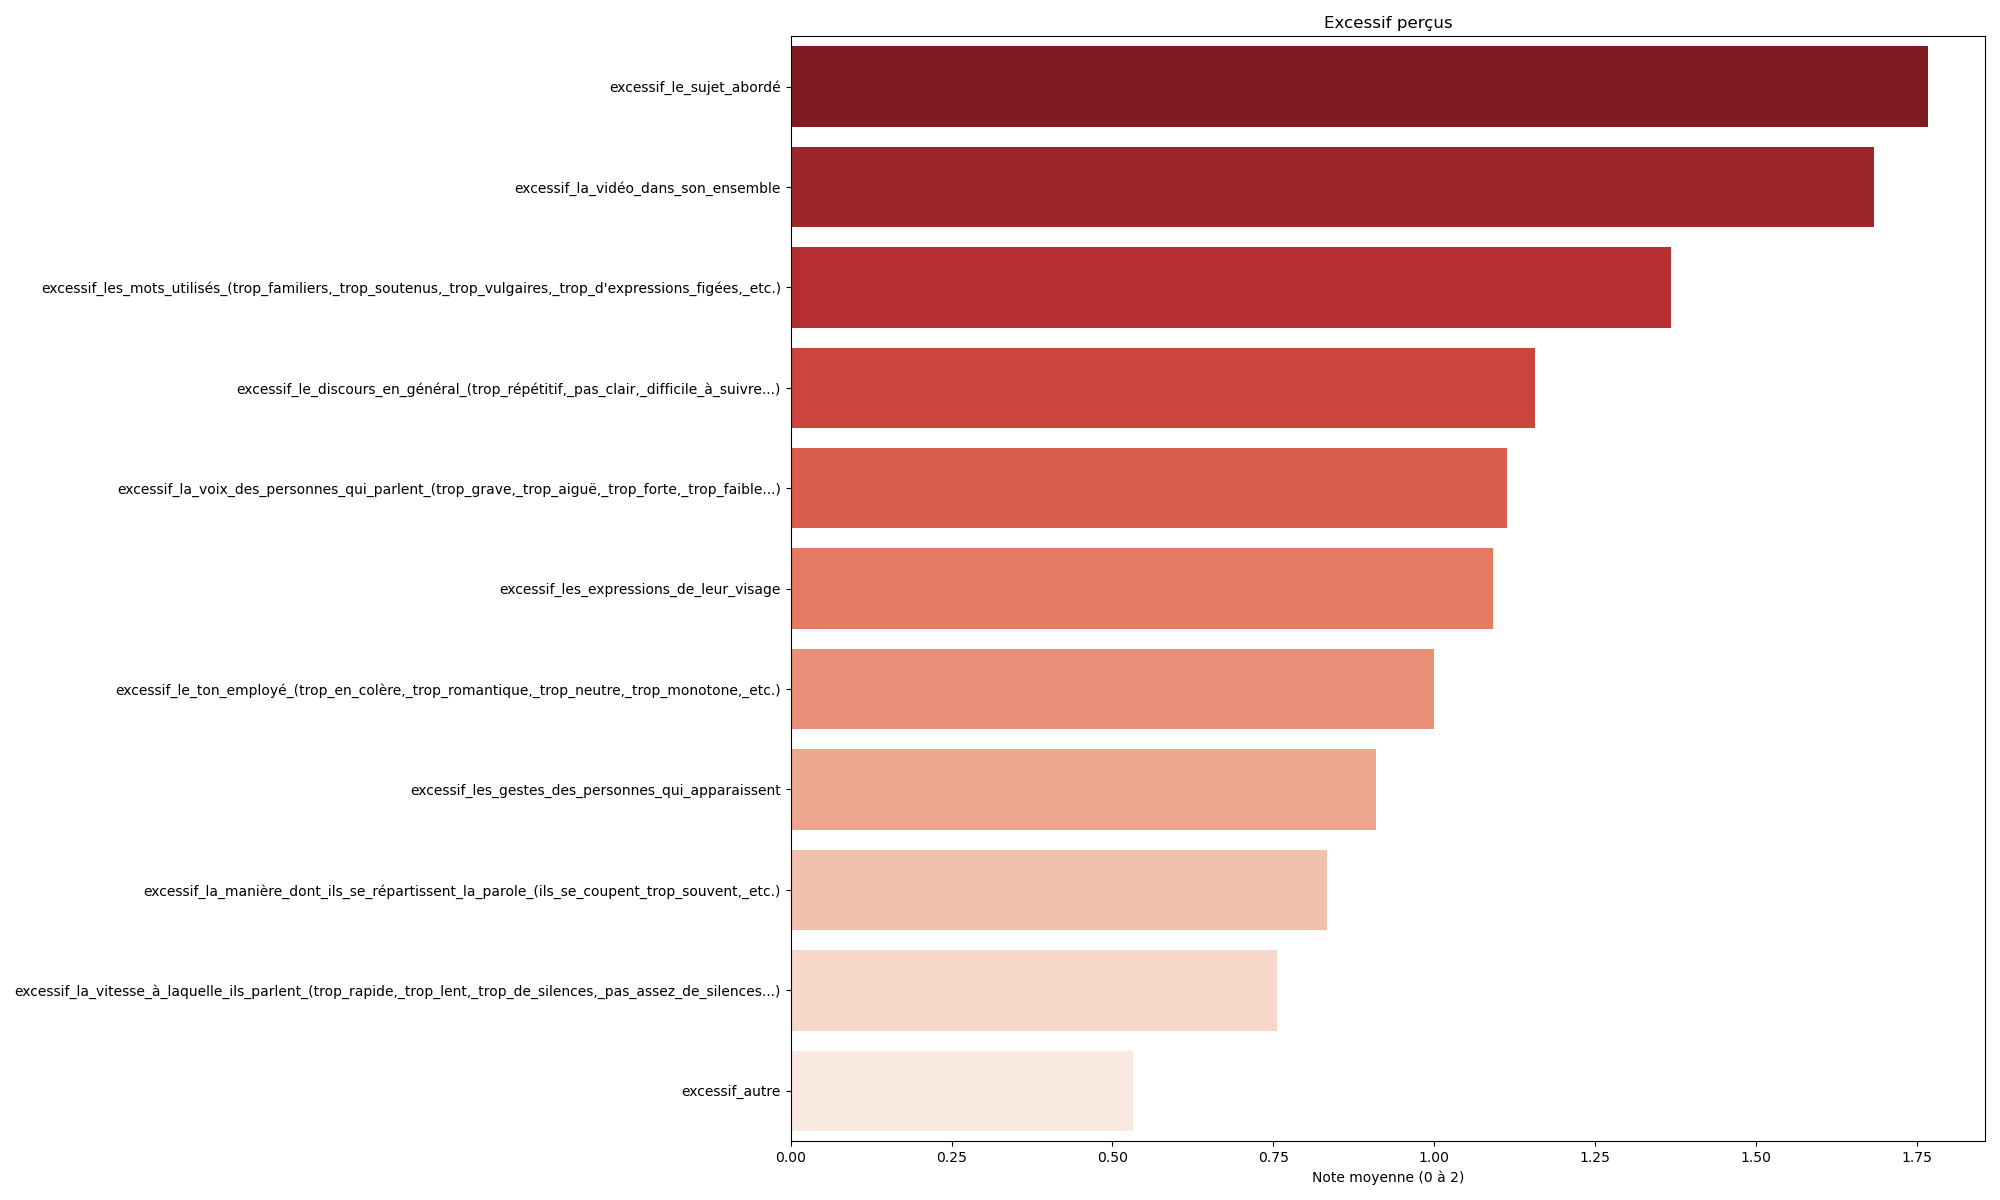 Excessif perçus
excessif_le_sujet_abordé
excessif_la_vidéo_dans_son_ensemble
excessif_les_mots_utilisés_(trop_familiers,_trop_soutenus,_trop_vulgaires,_trop_d'expressions_figées,_etc.)
excessif_le_discours_en_général_(trop_répétitif,_pas_clair,_difficile_à_suivre...)
excessif_la_voix_des_personnes_qui_parlent_(trop_grave,_trop_aiguë,_trop_forte,_trop_faible...)
excessif_les_expressions_de_leur_visage
excessif_le_ton_employé_(trop_en_colère,_trop_romantique,_trop_neutre,_trop_monotone,_etc.)
excessif_les_gestes_des_personnes_qui_apparaissent
excessif_la_manière_dont_ils_se_répartissent_la_parole_(ils_se_coupent_trop_souvent,_etc.)
excessif_la_vitesse_à_laquelle_ils_parlent_(trop_rapide,_trop_lent,_trop_de_silences,_pas_assez_de_silences...)
excessif_autre
0.00 0.25 0.50 0.75 1.00 1.25 1.50 1.75
Note moyenne (0 à 2)